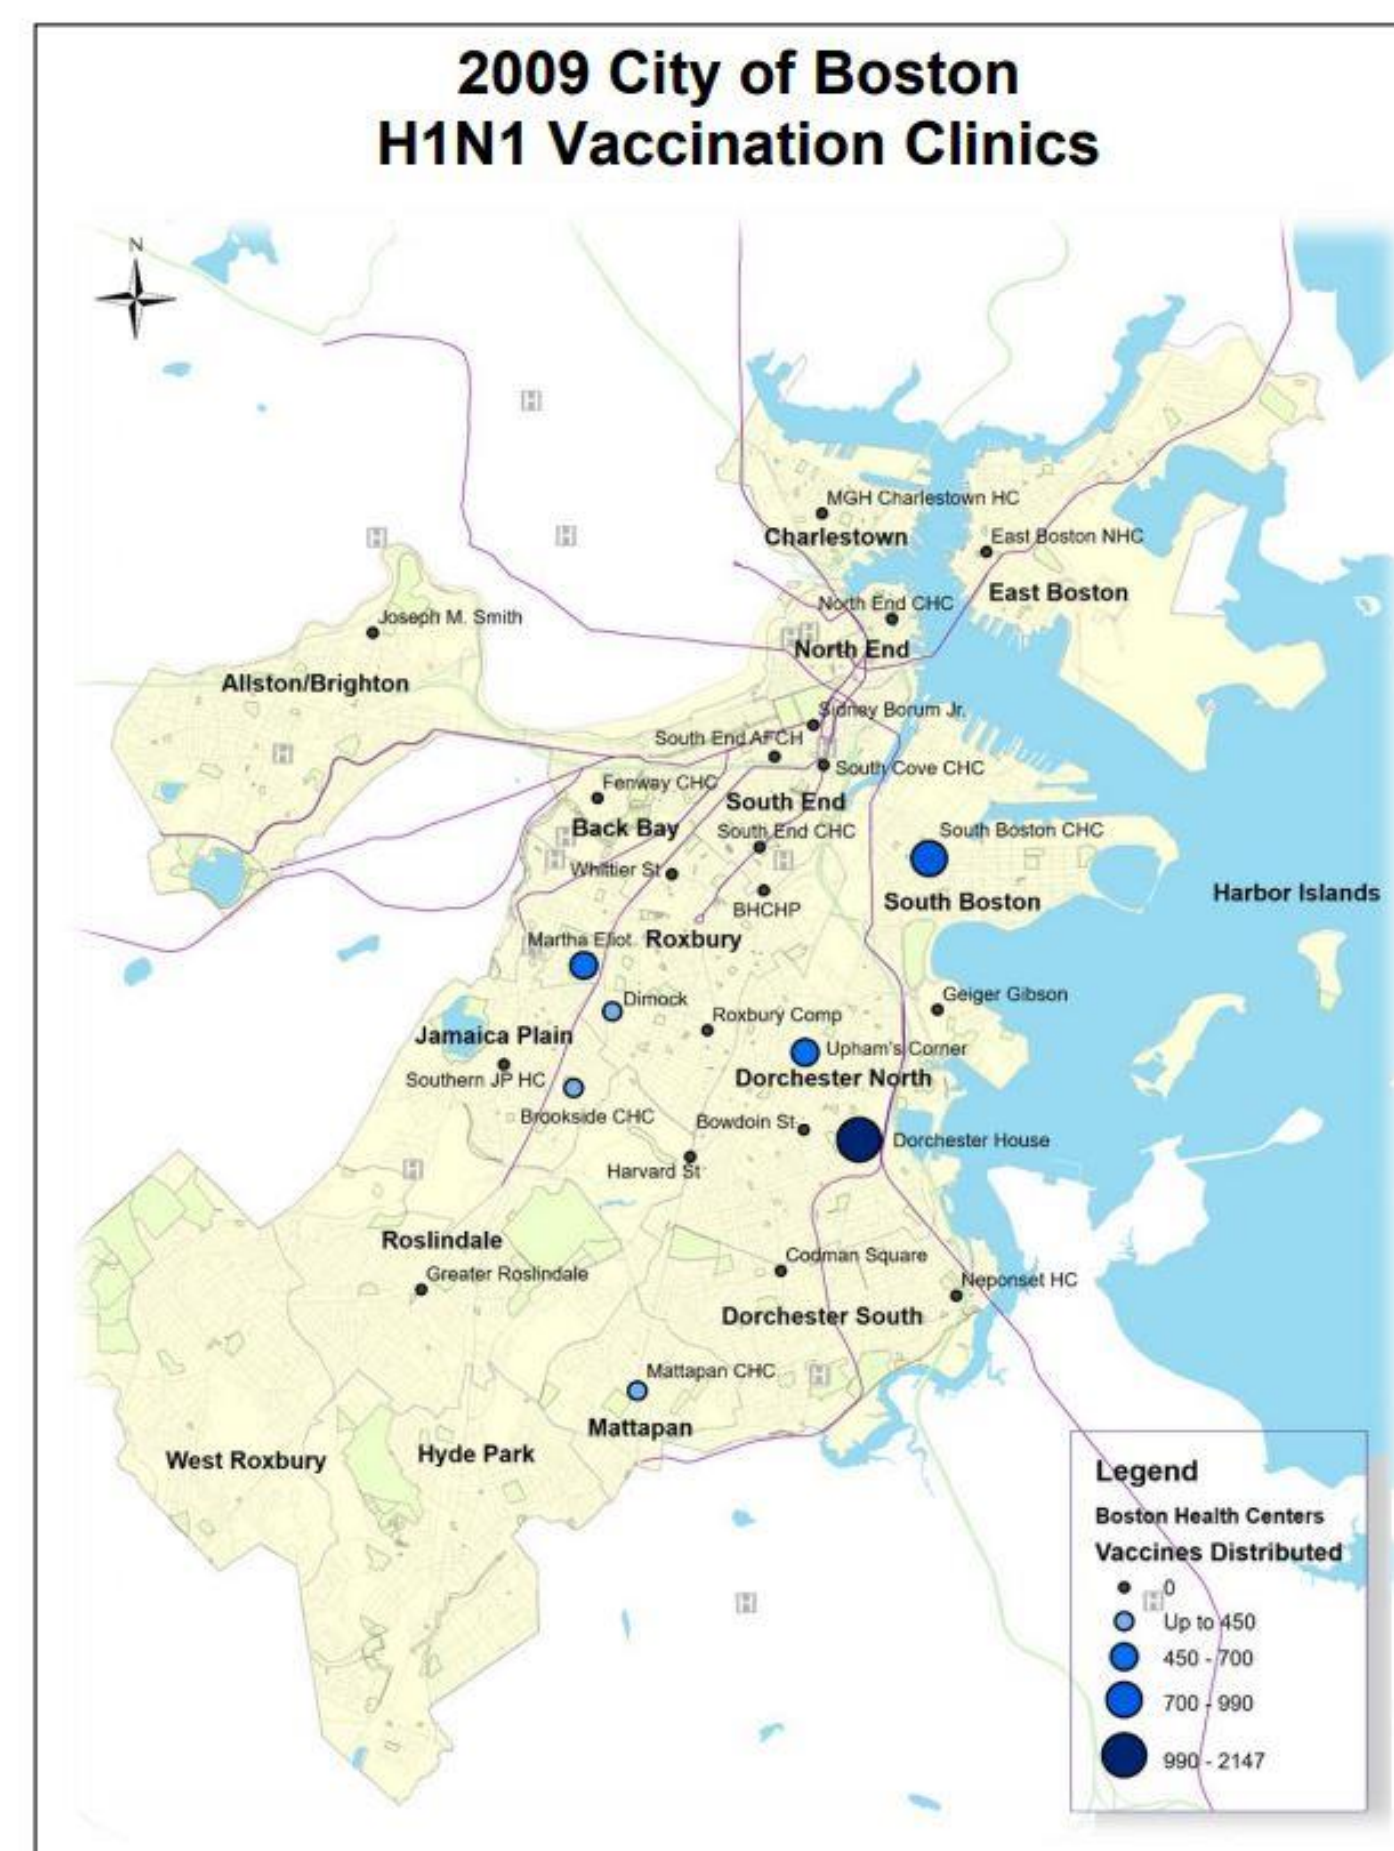 2009 City of Boston
H1N1 Vaccination Clinics
N
H
MGH Charlestown HC
H
H
Charlestown
East Boston NHC
East Boston
North End CHC
Joseph M. Smith
H
H
North End
Allston/Brighton
Sidney Borum Jr.
South End AFCH
H
H
South Cove CHC
Fenway CHC
South End
Back Bay
South End CHC
South Boston CHC
H
H
H
Whittier St
Harbor Islands
South Boston
BHCHP
Martha Eliot
Roxbury
H
Dimock
Geiger Gibson
Roxbury Comp
Jamaica Plain
Upham's Corner
Southern JP HC
Dorchester North
Brookside CHC
Bowdoin St
Dorchester House
H
Harvard St
Roslindale
Codman Square
Greater Roslindale
Neponset HC
Dorchester South
Mattapan CHC
H
Mattapan
West Roxbury
Hyde Park
Legend
Boston Health Centers
Vaccines Distributed
0
H
H
Up to 450
450 - 700
700 - 990
990 - 2147